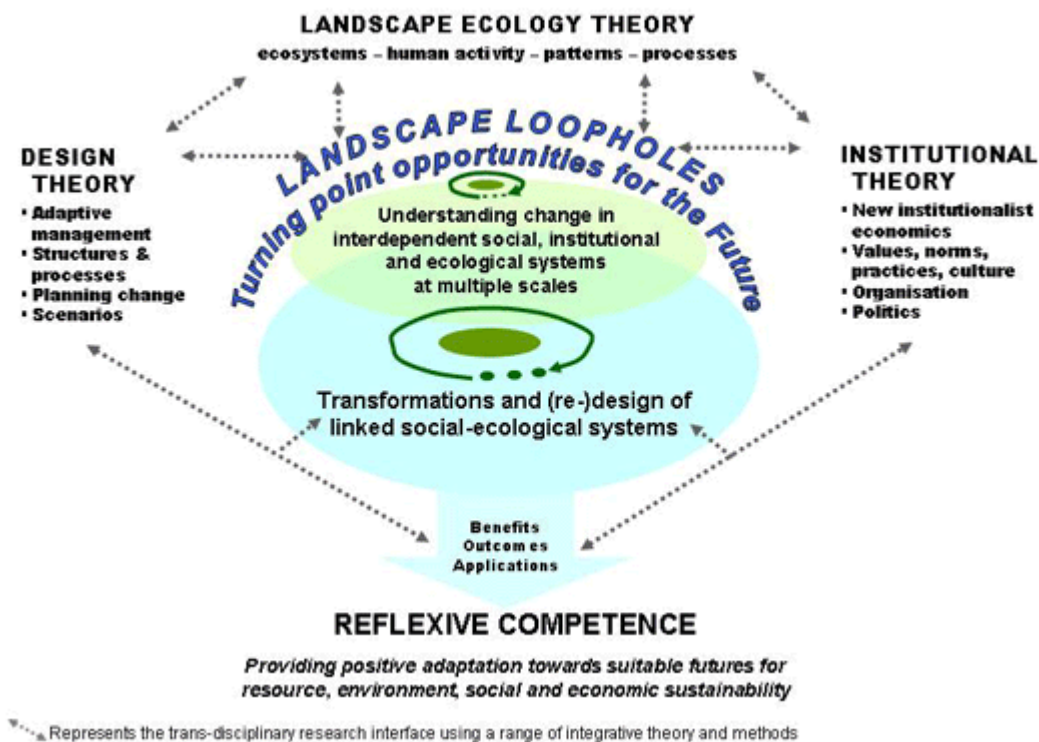 LANDSCAPE ECOLOGY THEORY
ecosystems – human activity – patterns – processes
LANDSCAPE LOOPHOLES
Turning point opportunities for the Future
DESIGN
THEORY
▪ Adaptive
management
▪ Structures &
processes
▪ Planning change
▪ Scenarios
INSTITUTIONAL
THEORY
▪ New institutionalist
economics
▪ Values, norms,
practices, culture
▪ Organisation
▪ Politics
Understanding change in
interdependent social, institutional
and ecological systems
at multiple scales
Transformations and (re-)design of
linked social-ecological systems
Benefits
Outcomes
Applications
REFLEXIVE COMPETENCE
Providing positive adaptation towards suitable futures for
resource, environment, social and economic sustainability
Represents the trans-disciplinary research interface using a range of integrative theory and methods